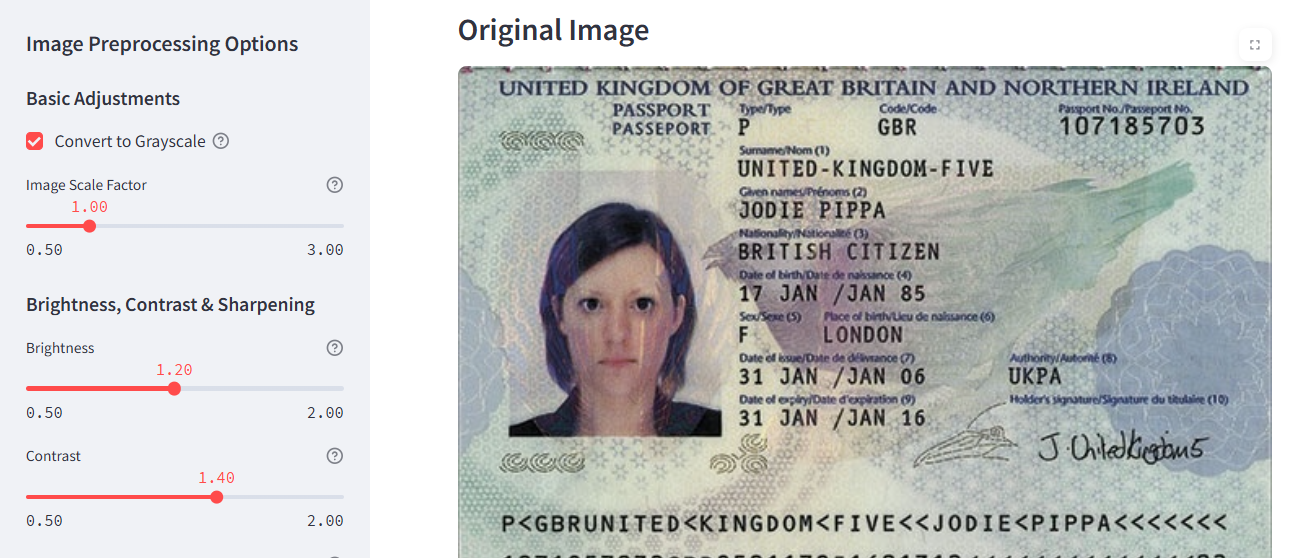 Image Preprocessing Options
Basic Adjustments
Convert to Grayscale
Image Scale Factor
1.00
0.50 3.00
Brightness, Contrast & Sharpening
Brightness
1.20
0.50 2.00
Contrast
1.40
0.50 2.00
Original Image
UNITED KINGDOM OF GREAT BRITAIN AND NORTHERN IRELAND
PASSPORT Type/Type Code/Code Passport No./Passeport No.
PASSEPORT P GBR 107185703
Surname/Nom (1)
UNITED-KINGDOM-FIVE
Given names/Prénoms (2)
JODIE PIPPA
Nationality/Nationalité (3)
BRITISH CITIZEN
Date of birth/Date de naissance (4)
17 JAN /JAN 85
Sex/Sexe (5) Place of birth/Lieu de naissance (6)
F LONDON
Date of issue/Date de délivrance (7) Authority/Autorité (8)
31 JAN /JAN 06 UKPA
Date of expiry/Date d'expiration (9) Holder's signature/Signature du titulaire (10)
31 JAN /JAN 16
J. UnitedKingdom5
P<GBRUNITED<KINGDOM<FIVE<<JODIE<PIPPA<<<<<<<